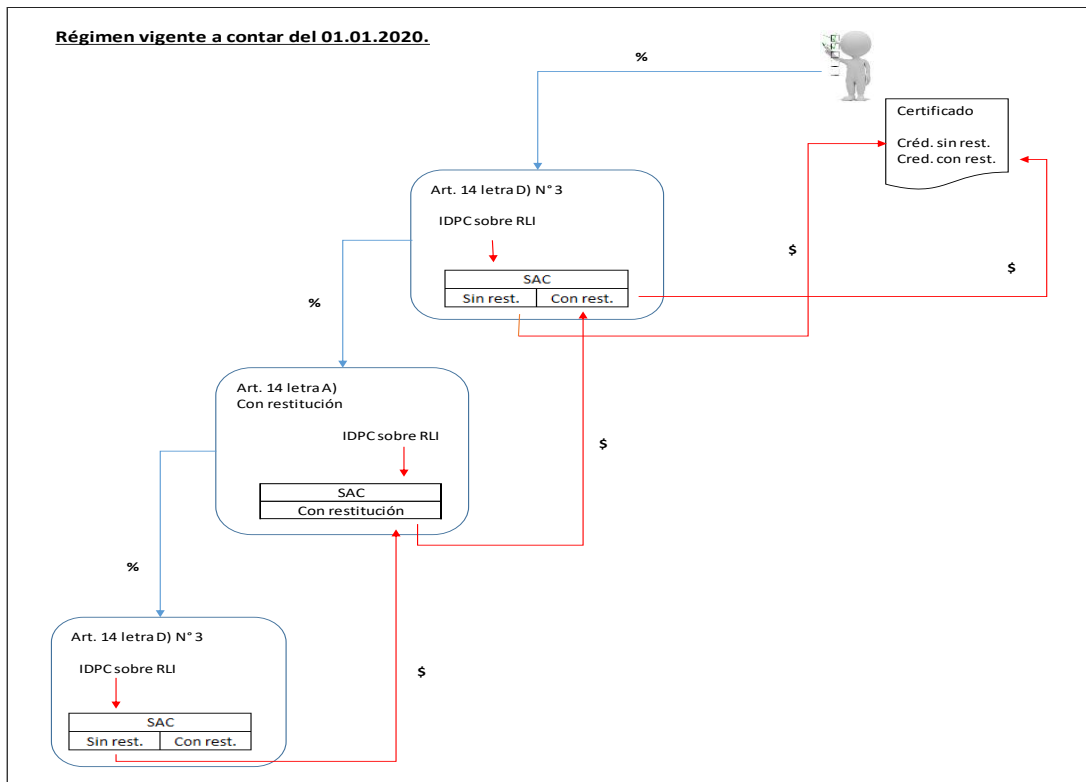 Régimen vigente a contar del 01.01.2020.
%
Certificado
Créd. sin rest.
Cred. con rest.
Art. 14 letra D) N° 3
IDPC sobre RLI
SAC
Sin rest. Con rest.
$
$
%
Art. 14 letra A)
Con restitución
IDPC sobre RLI
SAC
Con restitución
$
%
Art. 14 letra D) N° 3
IDPC sobre RLI
SAC
Sin rest. Con rest.
$